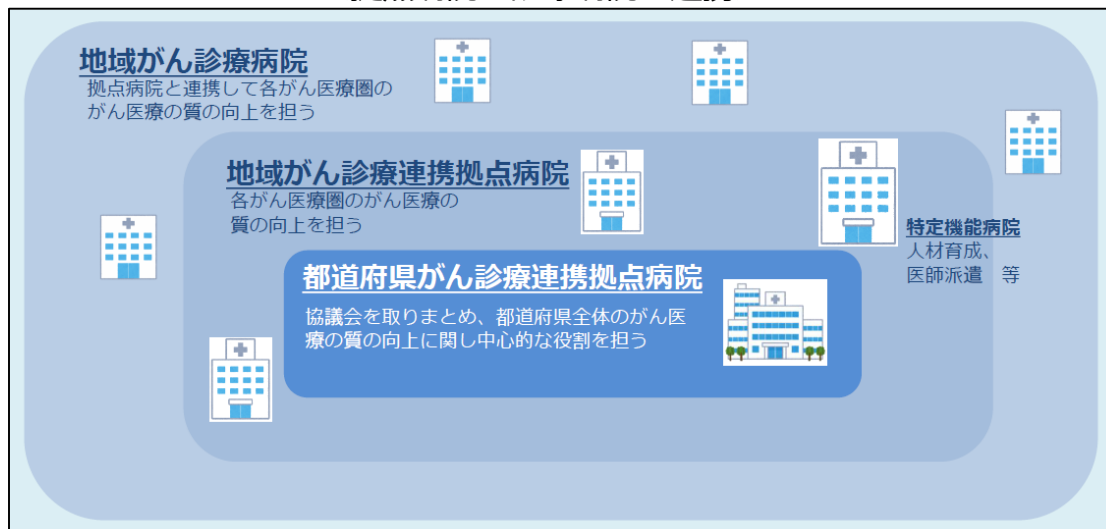 地域がん診療病院
拠点病院と連携して各がん医療圏の
がん医療の質の向上を担う
地域がん診療連携拠点病院
各がん医療圏のがん医療の
質の向上を担う
特定機能病院
人材育成、
医師派遣 等
都道府県がん診療連携拠点病院
協議会を取りまとめ、都道府県全体のがん医
療の質の向上に関し中心的な役割を担う